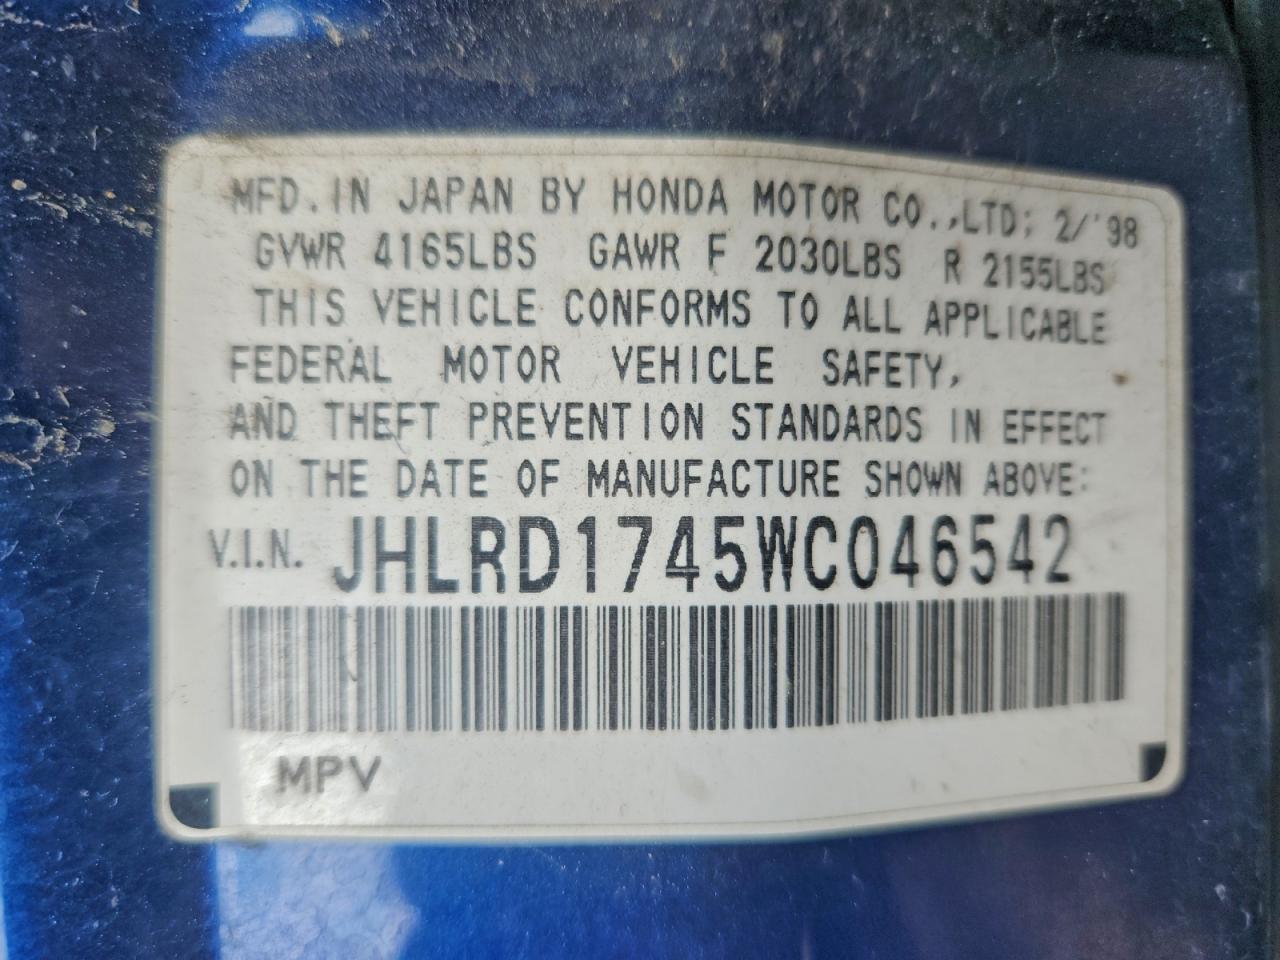 MFD. IN JAPAN BY HONDA MOTOR CO.,LTD; 2/'98
GVWR 4165LBS GAWR F 2030LBS R 2155LBS
THIS VEHICLE CONFORMS TO ALL APPLICABLE
FEDERAL MOTOR VEHICLE SAFETY,
AND THEFT PREVENTION STANDARDS IN EFFECT
ON THE DATE OF MANUFACTURE SHOWN ABOVE:
V.I.N. JHLRD1745WC046542
MPV